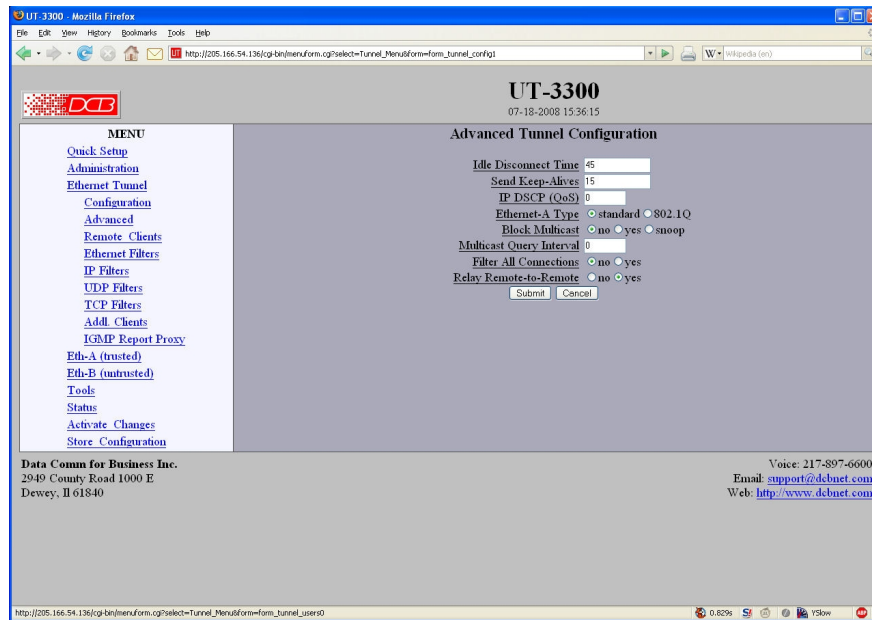 UT-3300 - Mozilla Firefox
File Edit View History Bookmarks Tools Help
http://205.166.54.136/cgi-bin/menuform.cgi?select=Tunnel_Menu&form=form_tunnel_config1
W Wikipedia (en)
DCB
UT-3300
07-18-2008 15:36:15
MENU
Quick Setup
Administration
Ethernet Tunnel
Configuration
Advanced
Remote Clients
Ethernet Filters
IP Filters
UDP Filters
TCP Filters
Addl. Clients
IGMP Report Proxy
Eth-A (trusted)
Eth-B (untrusted)
Tools
Status
Activate Changes
Store Configuration
Advanced Tunnel Configuration
Idle Disconnect Time 45
Send Keep-Alives 15
IP DSCP (QoS) 0
Ethernet-A Type standard 802.1Q
Block Multicast no yes snoop
Multicast Query Interval 0
Filter All Connections no yes
Relay Remote-to-Remote no yes
Submit Cancel
Data Comm for Business Inc.
2949 County Road 1000 E
Dewey, Il 61840
Voice: 217-897-6600
Email: support@dcbnet.com
Web: http://www.dcbnet.com
http://205.166.54.136/cgi-bin/menuform.cgi?select=Tunnel_Menu&form=form_tunnel_users0
0.829s YSlow